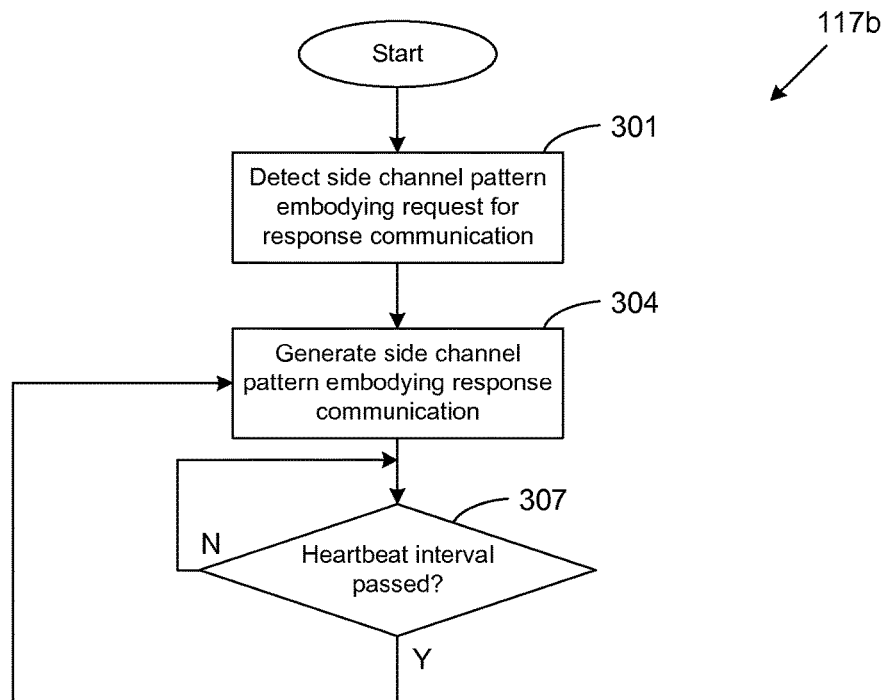 117b
Start
301
Detect side channel pattern
embodying request for
response communication
304
Generate side channel
pattern embodying response
communication
307
N
Heartbeat interval
passed?
Y